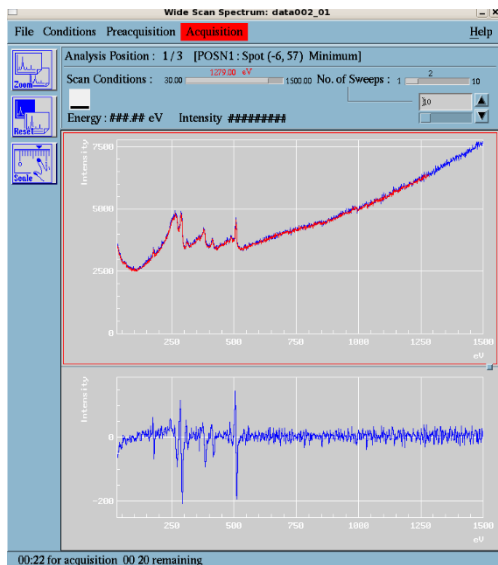 Wide Scan Spectrum: data002_01
File Conditions Preacquisition Acquisition Help
Analysis Position : 1/3 [POSN1 : Spot (-6, 57) Minimum]
1279.00 eV
Scan Conditions : 30.00 1500.00 No. of Sweeps : 1 2 10
Zoom
10
Energy : ###.## eV Intensity #########
Reset
Scale
Intensity
7500
5000
2500
0
250 500 750 1000 1250 1500
eV
Intensity
0
-200
250 500 750 1000 1250 1500
eV
00:22 for acquisition 00 20 remaining